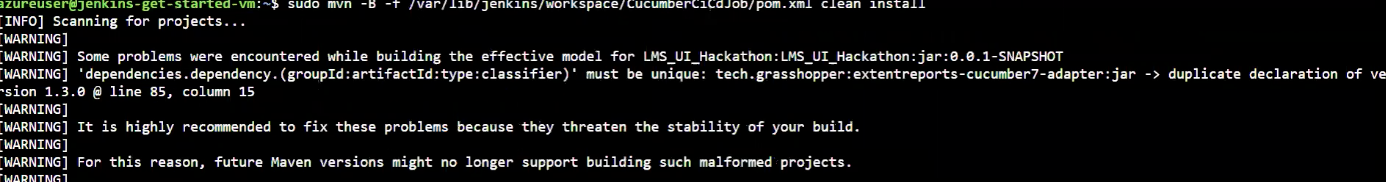 azureuser@jenkins-get-started-vm:~$ sudo mvn -B -f /var/lib/jenkins/workspace/CucumberCiCdJob/pom.xml clean install
[INFO] Scanning for projects...
[WARNING]
[WARNING] Some problems were encountered while building the effective model for LMS_UI_Hackathon:LMS_UI_Hackathon:jar:0.0.1-SNAPSHOT
[WARNING] 'dependencies.dependency.(groupId:artifactId:type:classifier)' must be unique: tech.grasshopper:extentreports-cucumber7-adapter:jar -> duplicate declaration of ve
rsion 1.3.0 @ line 85, column 15
[WARNING]
[WARNING] It is highly recommended to fix these problems because they threaten the stability of your build.
[WARNING]
[WARNING] For this reason, future Maven versions might no longer support building such malformed projects.
[WARNING]